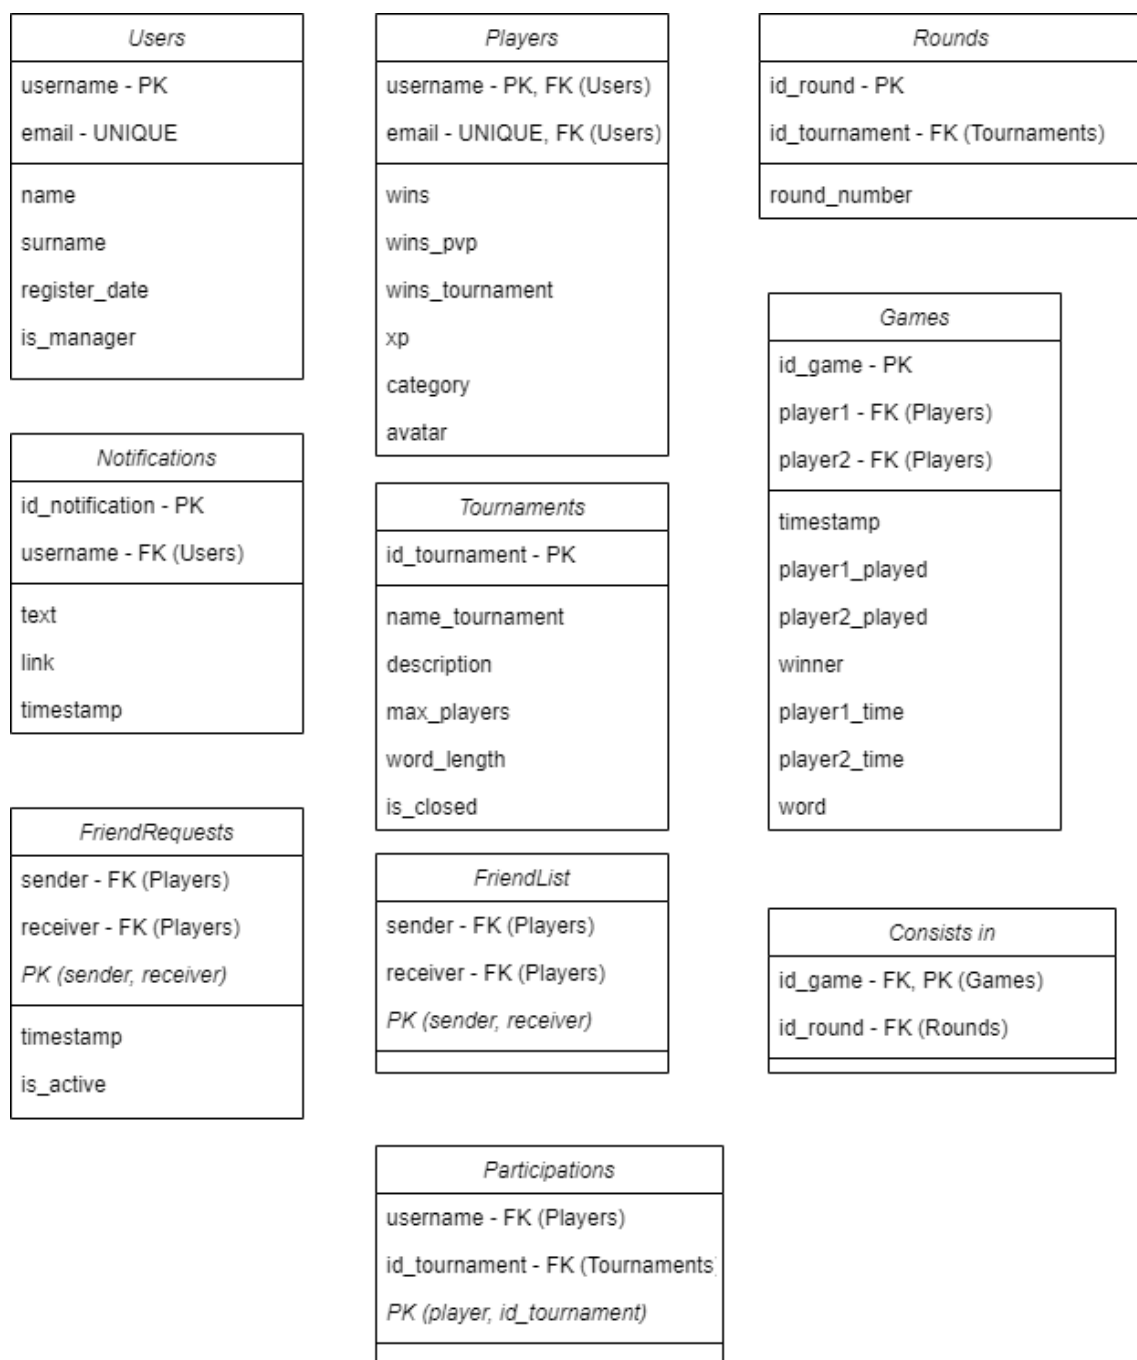 Users
username - PK
email - UNIQUE
name
surname
register_date
is_manager
Notifications
id_notification - PK
username - FK (Users)
text
link
timestamp
FriendRequests
sender - FK (Players)
receiver - FK (Players)
PK (sender, receiver)
timestamp
is_active
Players
username - PK, FK (Users)
email - UNIQUE, FK (Users)
wins
wins_pvp
wins_tournament
xp
category
avatar
Tournaments
id_tournament - PK
name_tournament
description
max_players
word_length
is_closed
FriendList
sender - FK (Players)
receiver - FK (Players)
PK (sender, receiver)
Participations
username - FK (Players)
id_tournament - FK (Tournaments
PK (player, id_tournament)
Rounds
id_round - PK
id_tournament - FK (Tournaments)
round_number
Games
id_game - PK
player1 - FK (Players)
player2 - FK (Players)
timestamp
player1_played
player2_played
winner
player1_time
player2_time
word
Consists in
id_game - FK, PK (Games)
id_round - FK (Rounds)